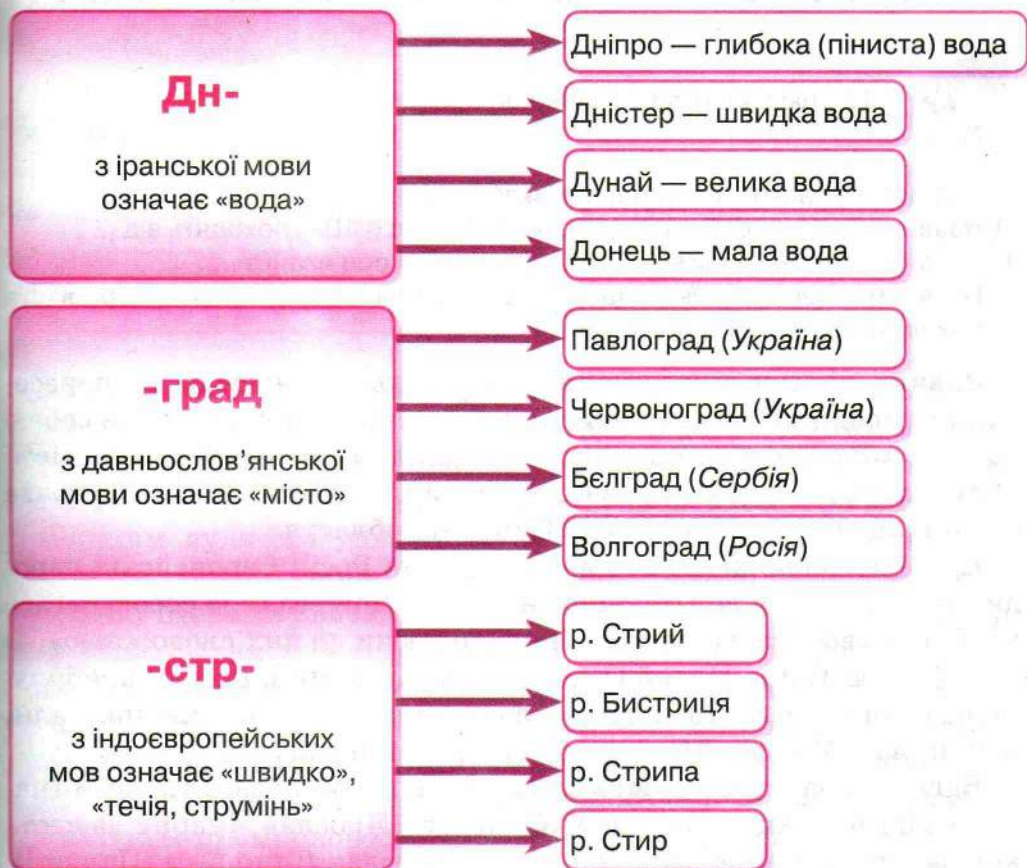 Дн-
з іранської мови
означає «вода»
Дніпро — глибока (піниста) вода
Дністер — швидка вода
Дунай — велика вода
Донець — мала вода
-град
з давньослов’янської
мови означає «місто»
Павлоград (Україна)
Червоноград (Україна)
Бєлград (Сербія)
Волгоград (Росія)
-стр-
з індоєвропейських
мов означає «швидко»,
«течія, струмінь»
р. Стрий
р. Бистриця
р. Стрипа
р. Стир